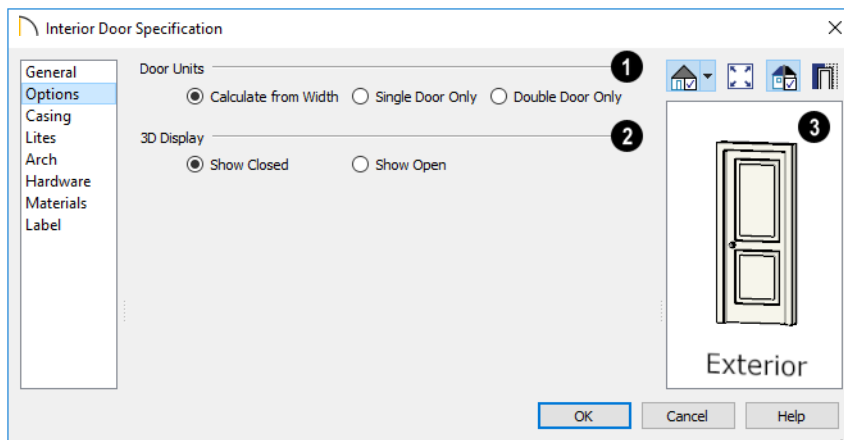 Interior Door Specification
General
Options
Casing
Lites
Arch
Hardware
Materials
Label
Door Units
1
Calculate from Width Single Door Only Double Door Only
3D Display
2
Show Closed Show Open
3
Exterior
OK Cancel Help